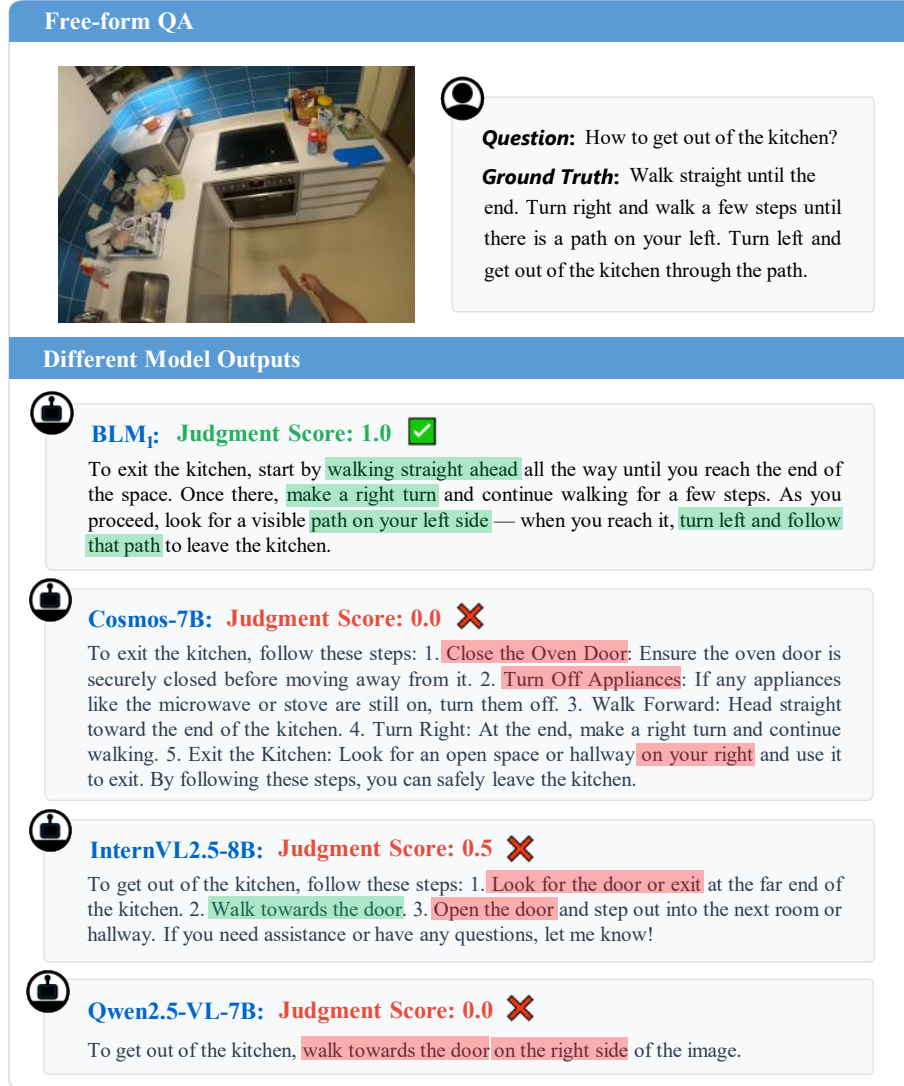 Free-form QA
Question: How to get out of the kitchen?
Ground Truth: Walk straight until the
end. Turn right and walk a few steps until
there is a path on your left. Turn left and
get out of the kitchen through the path.
Different Model Outputs
BLM1: Judgment Score: 1.0
To exit the kitchen, start by walking straight ahead all the way until you reach the end of
the space. Once there, make a right turn and continue walking for a few steps. As you
proceed, look for a visible path on your left side — when you reach it, turn left and follow
that path to leave the kitchen.
Cosmos-7B: Judgment Score: 0.0
To exit the kitchen, follow these steps: 1. Close the Oven Door: Ensure the oven door is
securely closed before moving away from it. 2. Turn Off Appliances: If any appliances
like the microwave or stove are still on, turn them off. 3. Walk Forward: Head straight
toward the end of the kitchen. 4. Turn Right: At the end, make a right turn and continue
walking. 5. Exit the Kitchen: Look for an open space or hallway on your right and use it
to exit. By following these steps, you can safely leave the kitchen.
InternVL2.5-8B: Judgment Score: 0.5
To get out of the kitchen, follow these steps: 1. Look for the door or exit at the far end of
the kitchen. 2. Walk towards the door. 3. Open the door and step out into the next room or
hallway. If you need assistance or have any questions, let me know!
Qwen2.5-VL-7B: Judgment Score: 0.0
To get out of the kitchen, walk towards the door on the right side of the image.